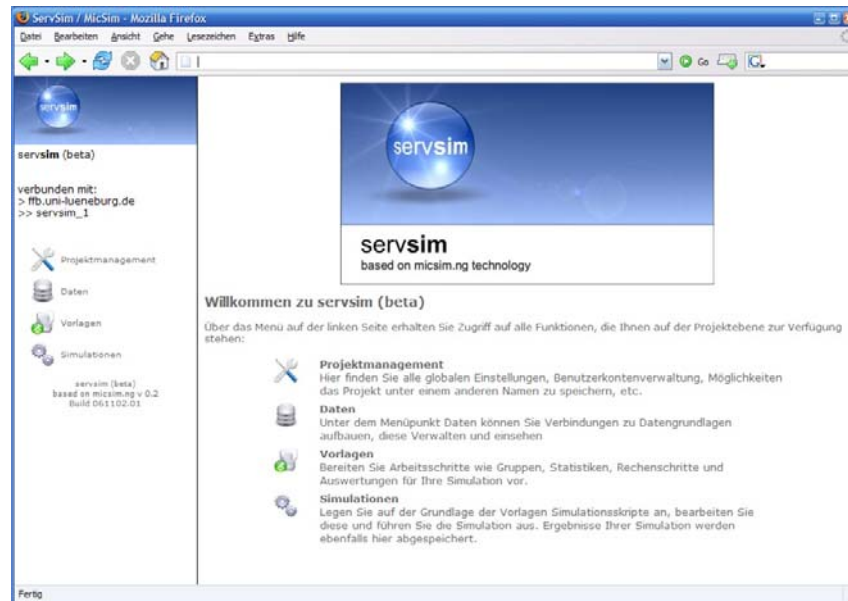 ServSim / MicSim - Mozilla Firefox
Datei Bearbeiten Ansicht Gehe Lesezeichen Extras Hilfe
Go
servsim
servsim (beta)
verbunden mit:
> ffb.uni-lueneburg.de
>> servsim_1
Projektmanagement
Daten
Vorlagen
Simulationen
servsim (beta)
based on micsim.ng v 0.2
Build 061102.01
servsim
servsim
based on micsim.ng technology
Willkommen zu servsim (beta)
Über das Menü auf der linken Seite erhalten Sie Zugriff auf alle Funktionen, die Ihnen auf der Projektebene zur Verfügung
stehen:
Projektmanagement
Hier finden Sie alle globalen Einstellungen, Benutzerkontenverwaltung, Möglichkeiten
das Projekt unter einem anderen Namen zu speichern, etc.
Daten
Unter dem Menüpunkt Daten können Sie Verbindungen zu Datengrundlagen
aufbauen, diese Verwalten und einsehen
Vorlagen
Bereiten Sie Arbeitsschritte wie Gruppen, Statistiken, Rechenschritte und
Auswertungen für Ihre Simulation vor.
Simulationen
Legen Sie auf der Grundlage der Vorlagen Simulationsskripte an, bearbeiten Sie
diese und führen Sie die Simulation aus. Ergebnisse Ihrer Simulation werden
ebenfalls hier abgespeichert.
Fertig